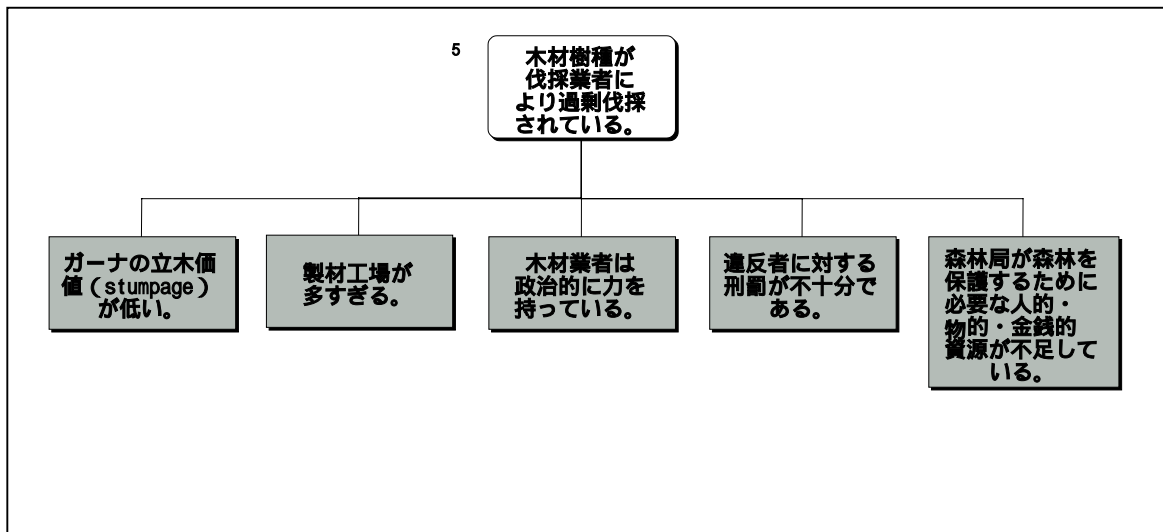 5
木材樹種が
伐採業者に
より過剰伐採
されている。
ガーナの立木価
値(stumpage)
が低い。
製材工場が
多すぎる。
木材業者は
政治的に力を
持っている。
違反者に対する
刑罰が不十分で
ある。
森林局が森林を
保護するために
必要な人的・
物的・金銭的
資源が不足して
いる。